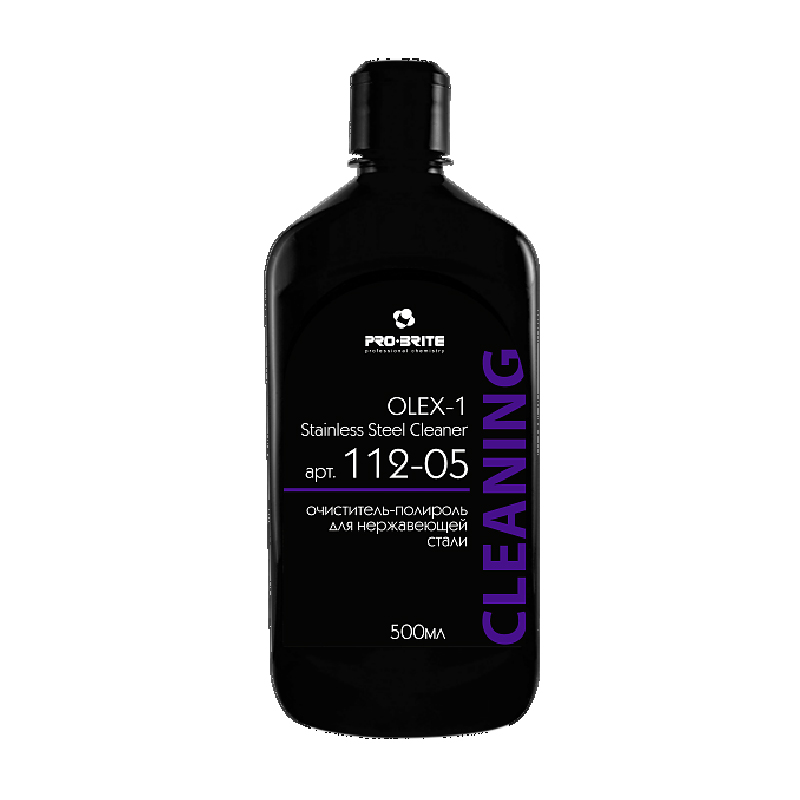 PRO-BRITE
professional chemistry
OLEX-1
Stainless Steel Cleaner
арт. 112-05
очиститель-полироль
для нержавеющей
стали
500мл
CLEANING